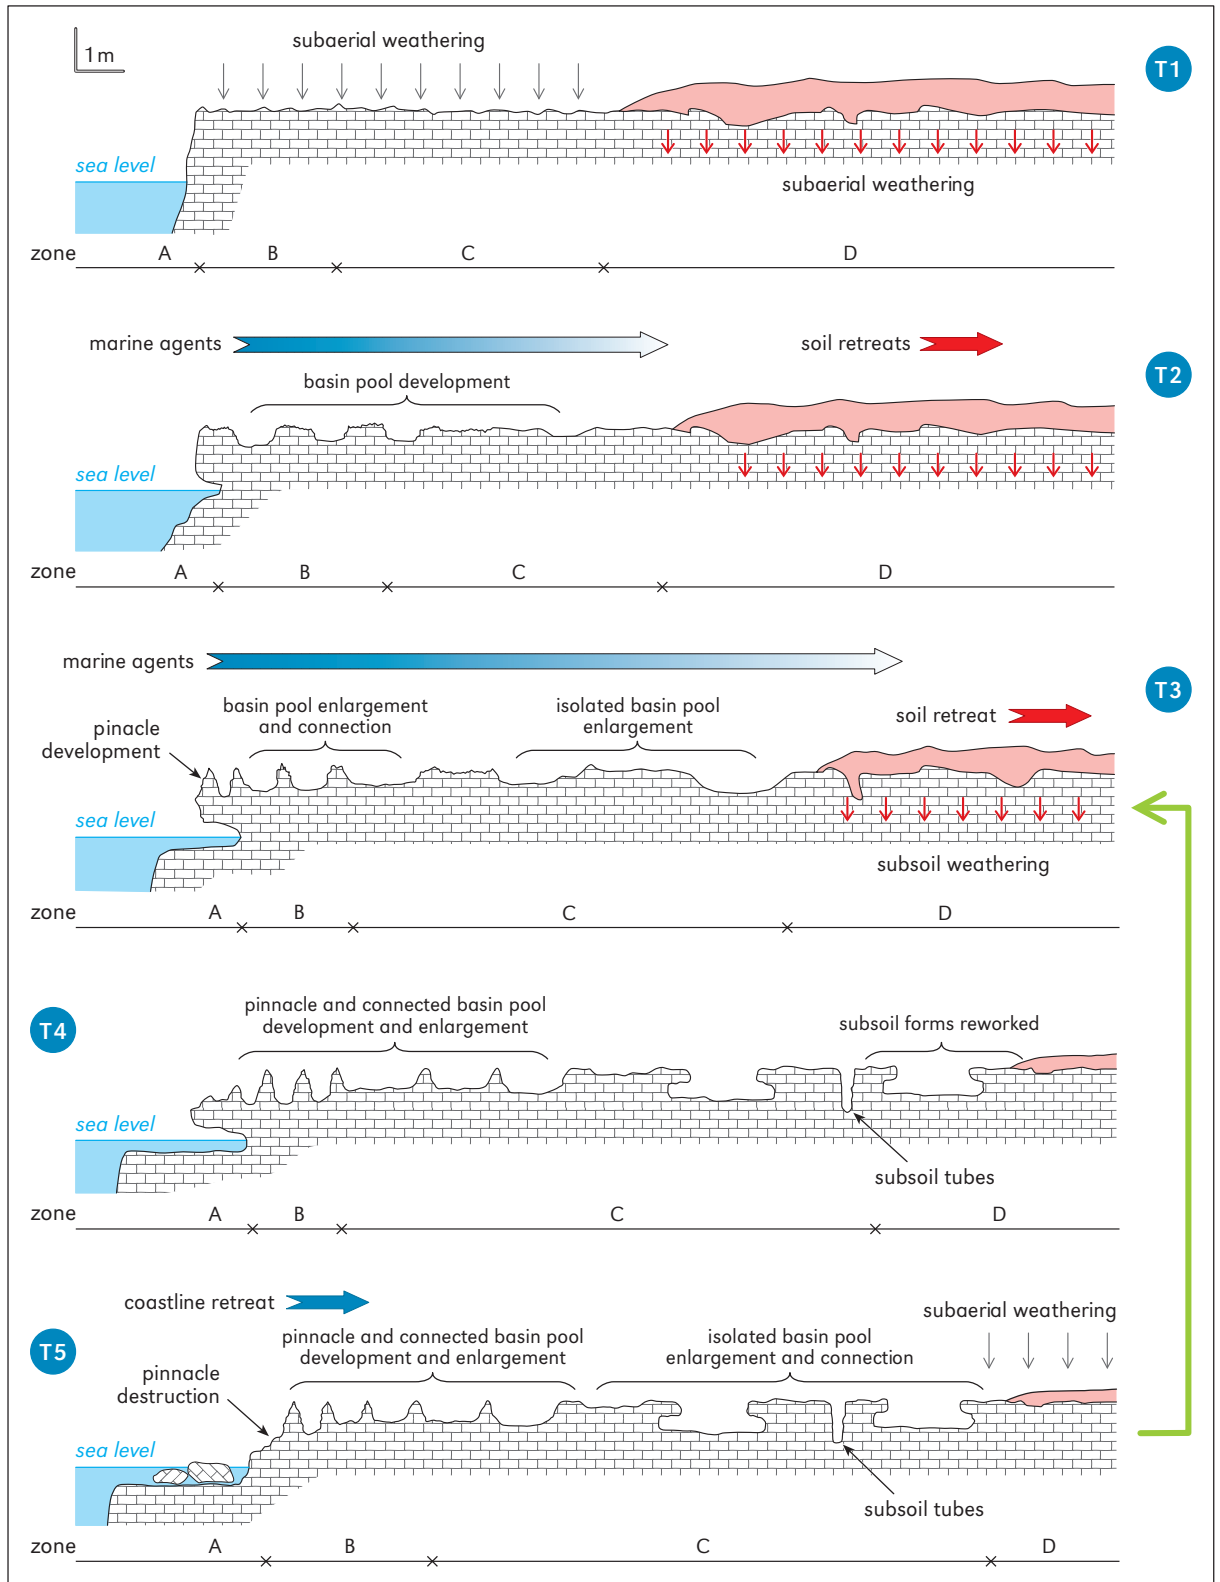 1 m
subaerial weathering
T1
sea level
subaerial weathering
zone A B C D
marine agents
soil retreats
T2
basin pool development
sea level
zone A B C D
marine agents
T3
basin pool enlargement
and connection
isolated basin pool
enlargement
soil retreat
pinacle
development
sea level
subsoil weathering
zone A B C D
T4
pinnacle and connected basin pool
development and enlargement
subsoil forms reworked
sea level
subsoil tubes
zone A B C D
coastline retreat
subaerial weathering
T5
pinnacle and connected basin pool
development and enlargement
isolated basin pool
enlargement and connection
pinnacle
destruction
sea level
subsoil tubes
zone A B C D